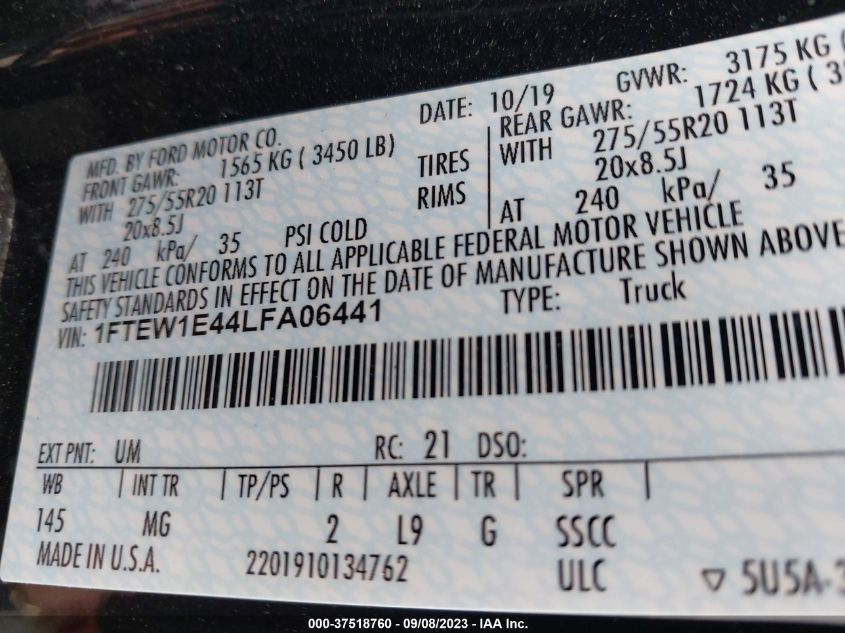 MFD. BY FORD MOTOR CO. DATE: 10/19 GVWR: 3175 KG (
FRONT GAWR: 1565 KG ( 3450 LB) REAR GAWR: 1724 KG ( 3
WITH 275/55R20 113T TIRES WITH 275/55R20 113T
20x8.5J RIMS 20x8.5J
AT 240 kPa/ 35 PSI COLD AT 240 kPa/ 35
THIS VEHICLE CONFORMS TO ALL APPLICABLE FEDERAL MOTOR VEHICLE
SAFETY STANDARDS IN EFFECT ON THE DATE OF MANUFACTURE SHOWN ABOVE
VIN: 1FTEW1E44LFA06441 TYPE: Truck
EXT PNT: UM RC: 21 DSO:
WB | INT TR | TP/PS | R | AXLE | TR | SPR |
145 MG 2 L9 G SSCC
MADE IN U.S.A. 2201910134762 ULC ▽ 5U5A-3
000-37518760 - 09/08/2023 - IAA Inc.